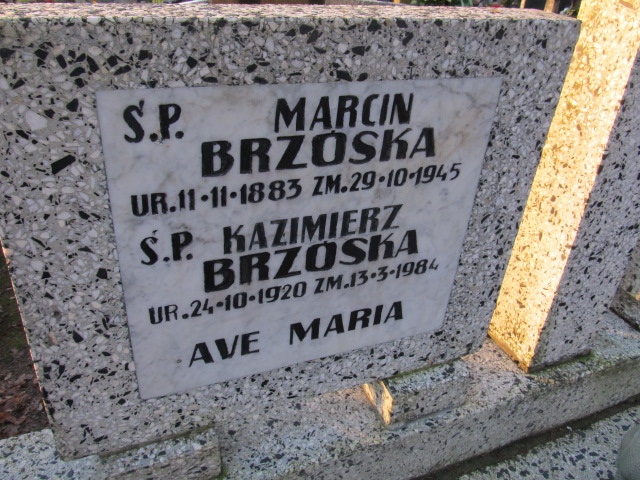 Ś.P. MARCIN
BRZÓSKA
UR.11·11·1883 ZM.29·10·1945
Ś.P. KAZIMIERZ
BRZÓSKA
UR.24·10·1920 ZM.13·3·1984
AVE MARIA